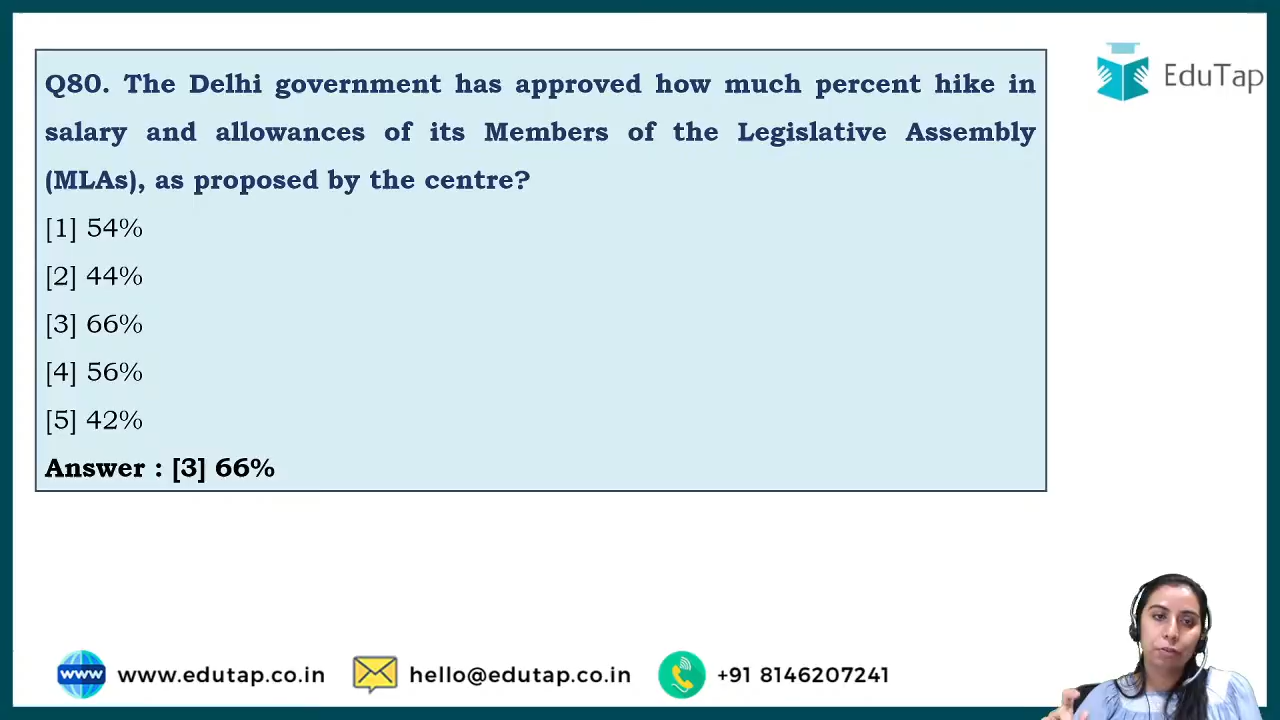 Q80. The Delhi government has approved how much percent hike in
salary and allowances of its Members of the Legislative Assembly
(MLAs), as proposed by the centre?
[1] 54%
[2] 44%
[3] 66%
[4] 56%
[5] 42%
Answer : [3] 66%
EduTap
www www.edutap.co.in hello@edutap.co.in +91 8146207241